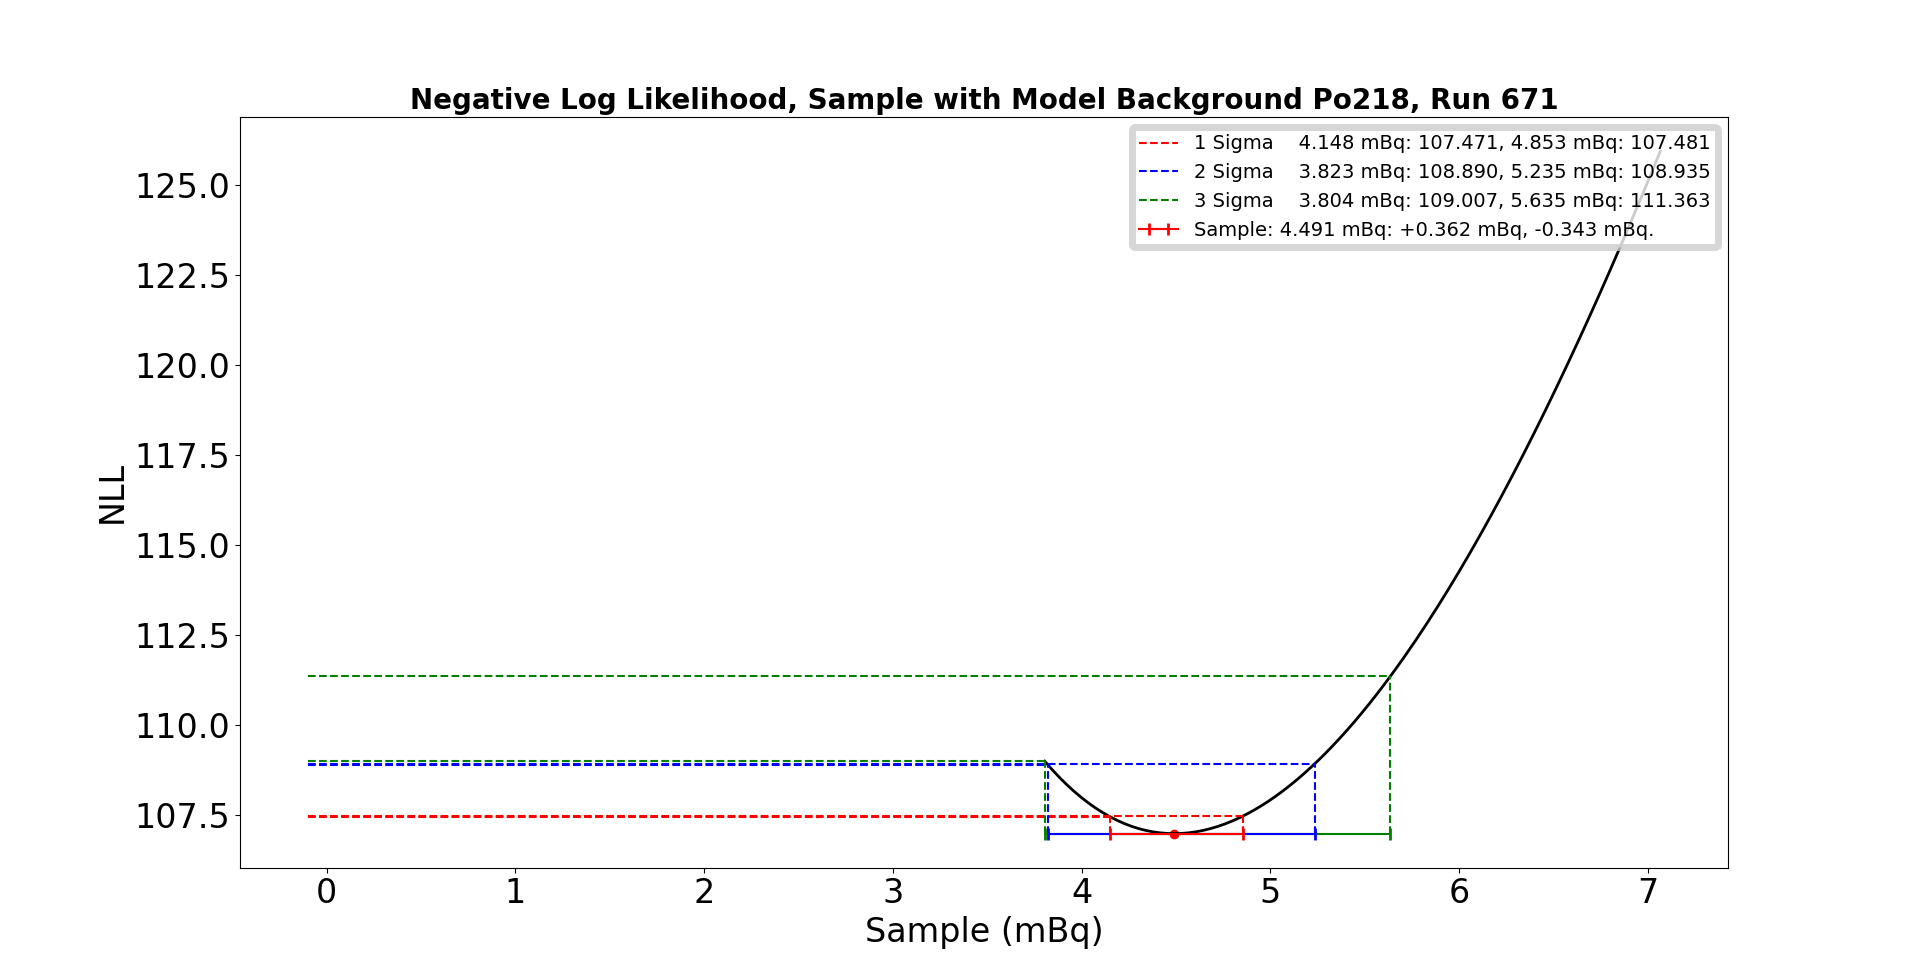 Negative Log Likelihood, Sample with Model Background Po218, Run 671
1 Sigma 4.148 mBq: 107.471, 4.853 mBq: 107.481
2 Sigma 3.823 mBq: 108.890, 5.235 mBq: 108.935
3 Sigma 3.804 mBq: 109.007, 5.635 mBq: 111.363
Sample: 4.491 mBq: +0.362 mBq, -0.343 mBq.
NLL
125.0
122.5
120.0
117.5
115.0
112.5
110.0
107.5
0 1 2 3 4 5 6 7
Sample (mBq)